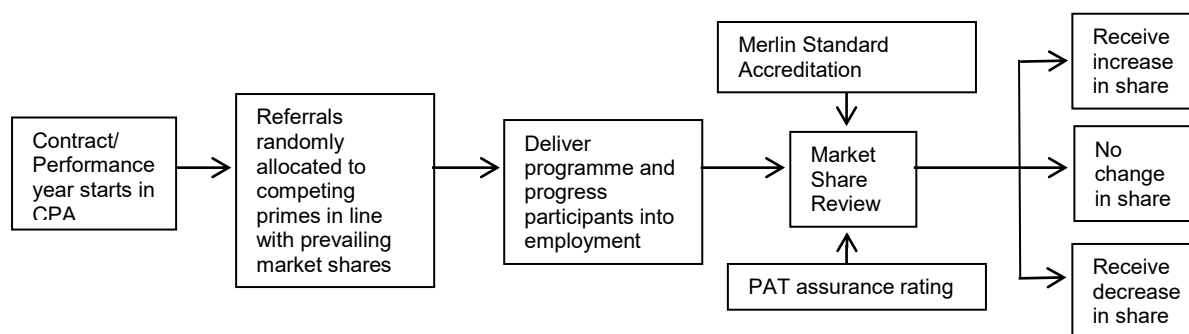 Contract/
Performance
year starts in
CPA
Referrals
randomly
allocated to
competing
primes in line
with prevailing
market shares
Deliver
programme and
progress
participants into
employment
Merlin Standard
Accreditation
Market
Share
Review
PAT assurance rating
Receive
increase
in share
No
change
in share
Receive
decrease
in share